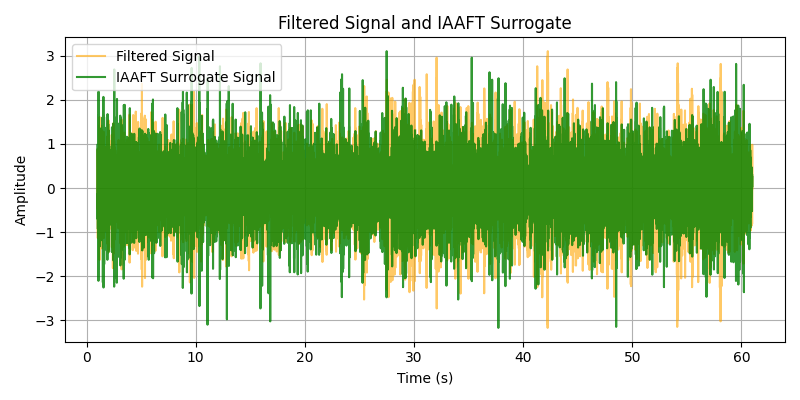 Filtered Signal and IAAFT Surrogate
Filtered Signal
IAAFT Surrogate Signal
3
2
1
0
−1
−2
−3
Amplitude
0 10 20 30 40 50 60
Time (s)